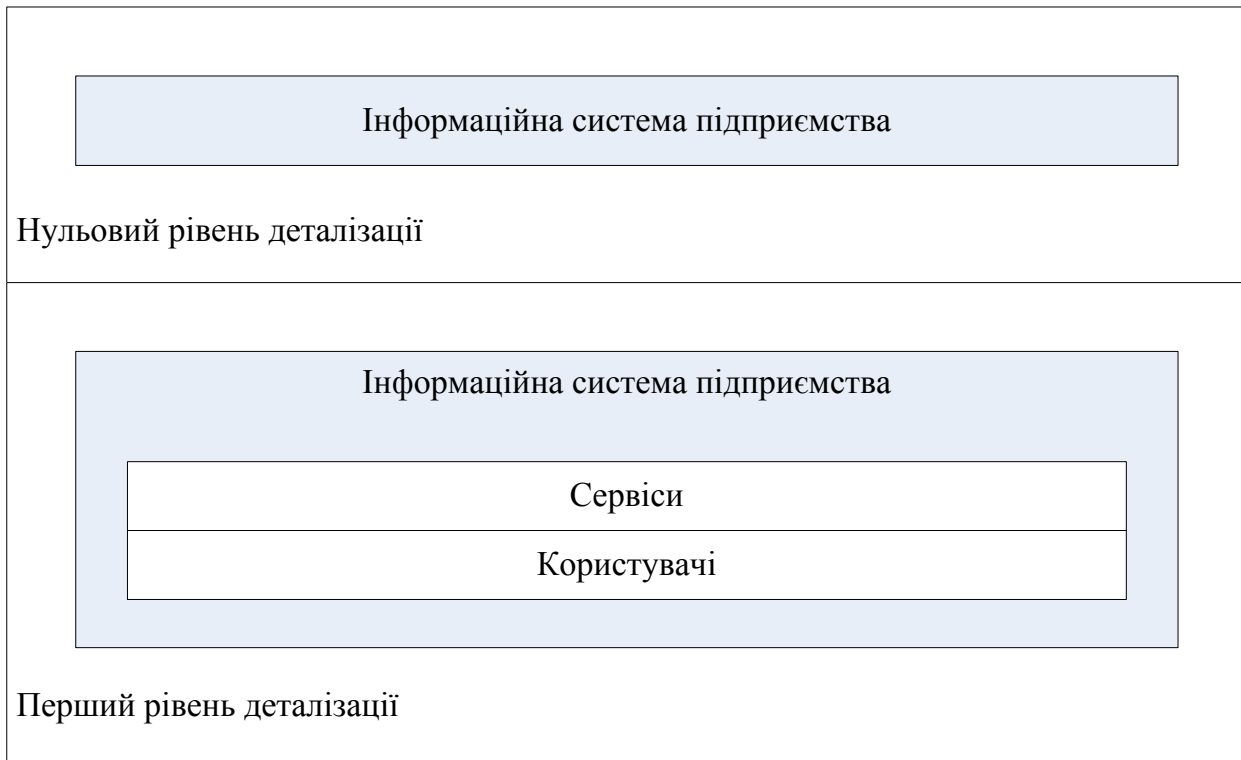 Інформаційна система підприємства
Нульовий рівень деталізації
Інформаційна система підприємства
Сервіси
Користувачі
Перший рівень деталізації